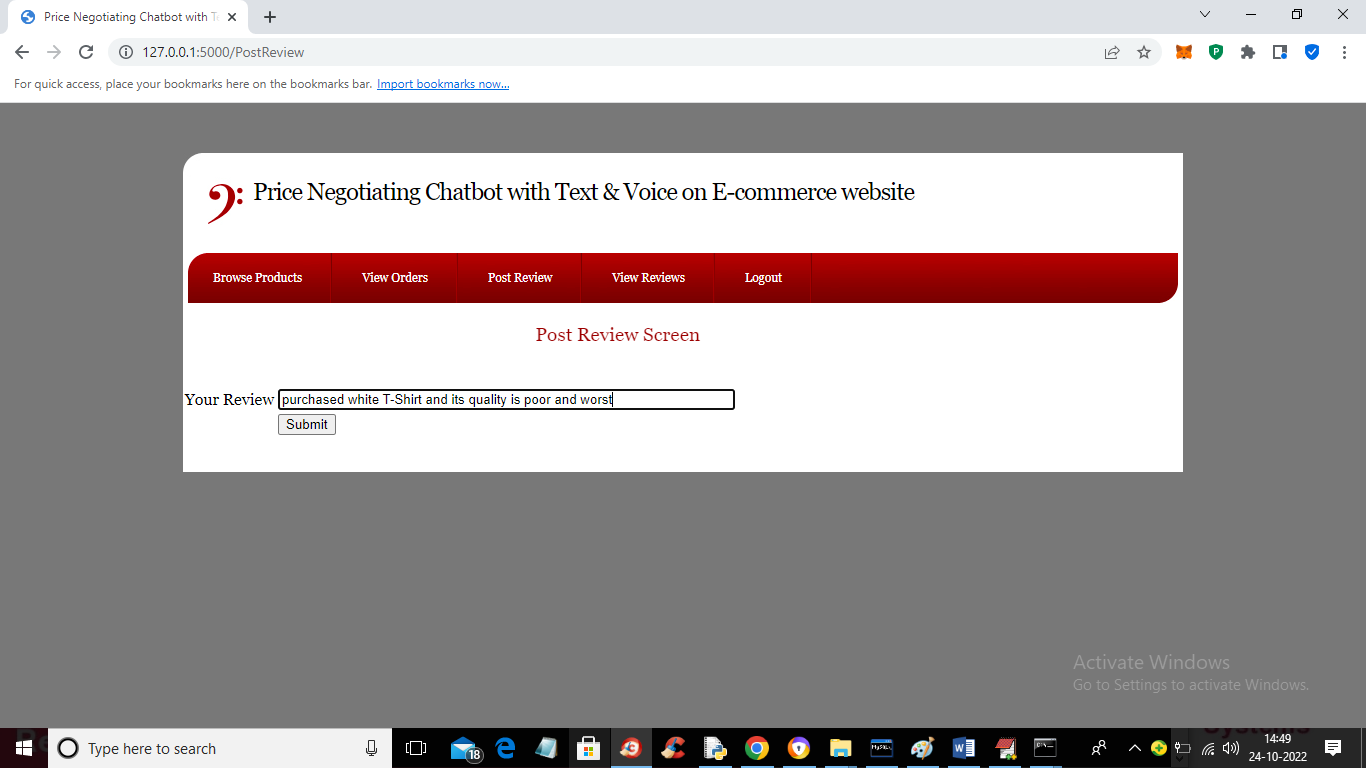 Price Negotiating Chatbot with Te
127.0.0.1:5000/PostReview
For quick access, place your bookmarks here on the bookmarks bar. Import bookmarks now...
Price Negotiating Chatbot with Text & Voice on E-commerce website
Browse Products View Orders Post Review View Reviews Logout
Post Review Screen
Your Review purchased white T-Shirt and its quality is poor and worst
Submit
Activate Windows
Go to Settings to activate Windows.
Type here to search
18
14:49
24-10-2022